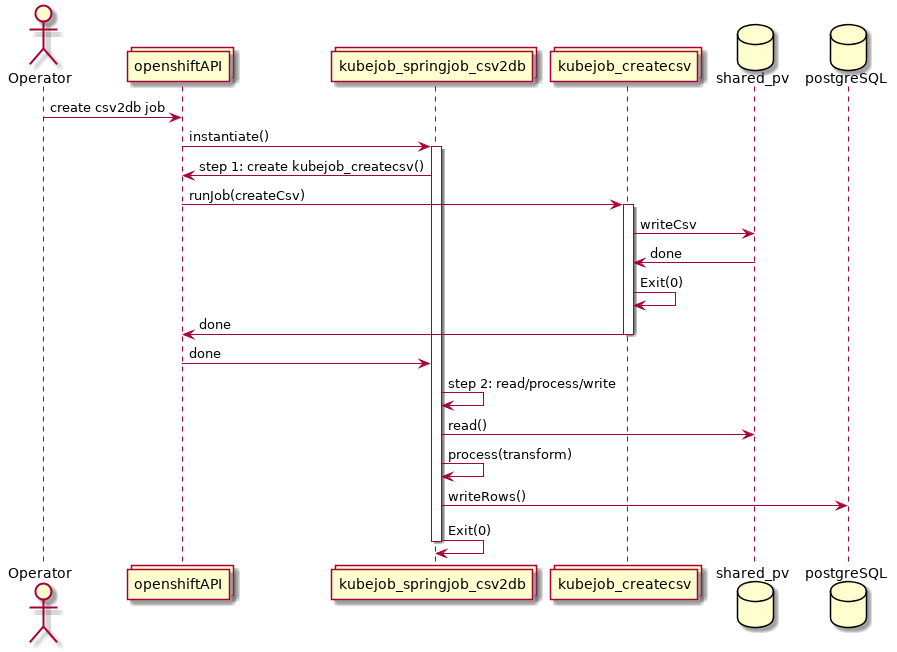 Operator
openshiftAPI
kubejob_springjob_csv2db
kubejob_createcsv
shared_pv
postgreSQL
create csv2db job
instantiate()
step 1: create kubejob_createcsv()
runJob(createCsv)
writeCsv
done
Exit(0)
done
done
step 2: read/process/write
read()
process(transform)
writeRows()
Exit(0)
Operator
openshiftAPI
kubejob_springjob_csv2db
kubejob_createcsv
shared_pv
postgreSQL